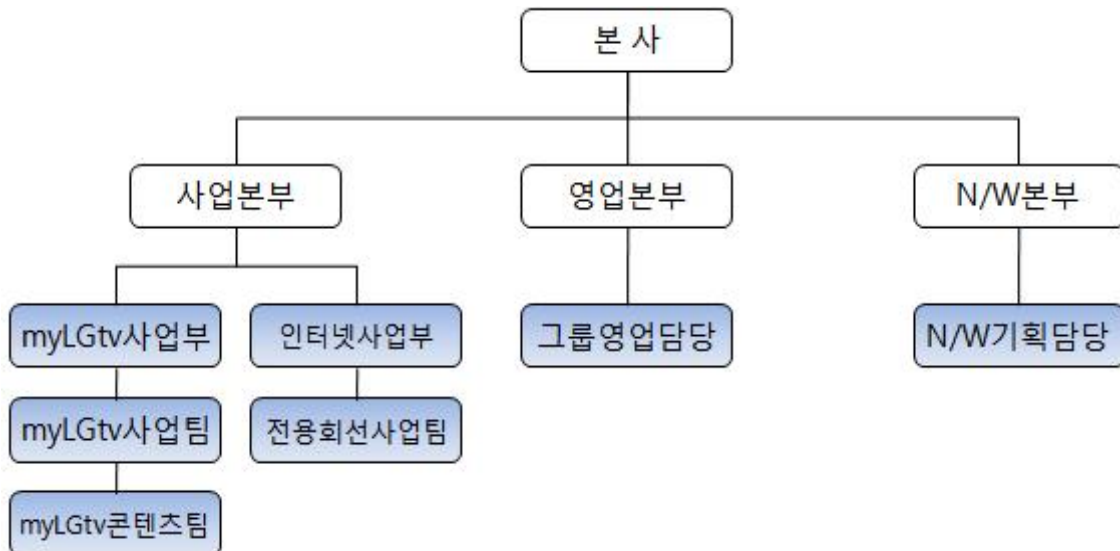 본 사
사업본부
영업본부
N/W본부
myLGtv사업부
인터넷사업부
그룹영업담당
N/W기획담당
myLGtv사업팀
전용회선사업팀
myLGtv콘텐츠팀